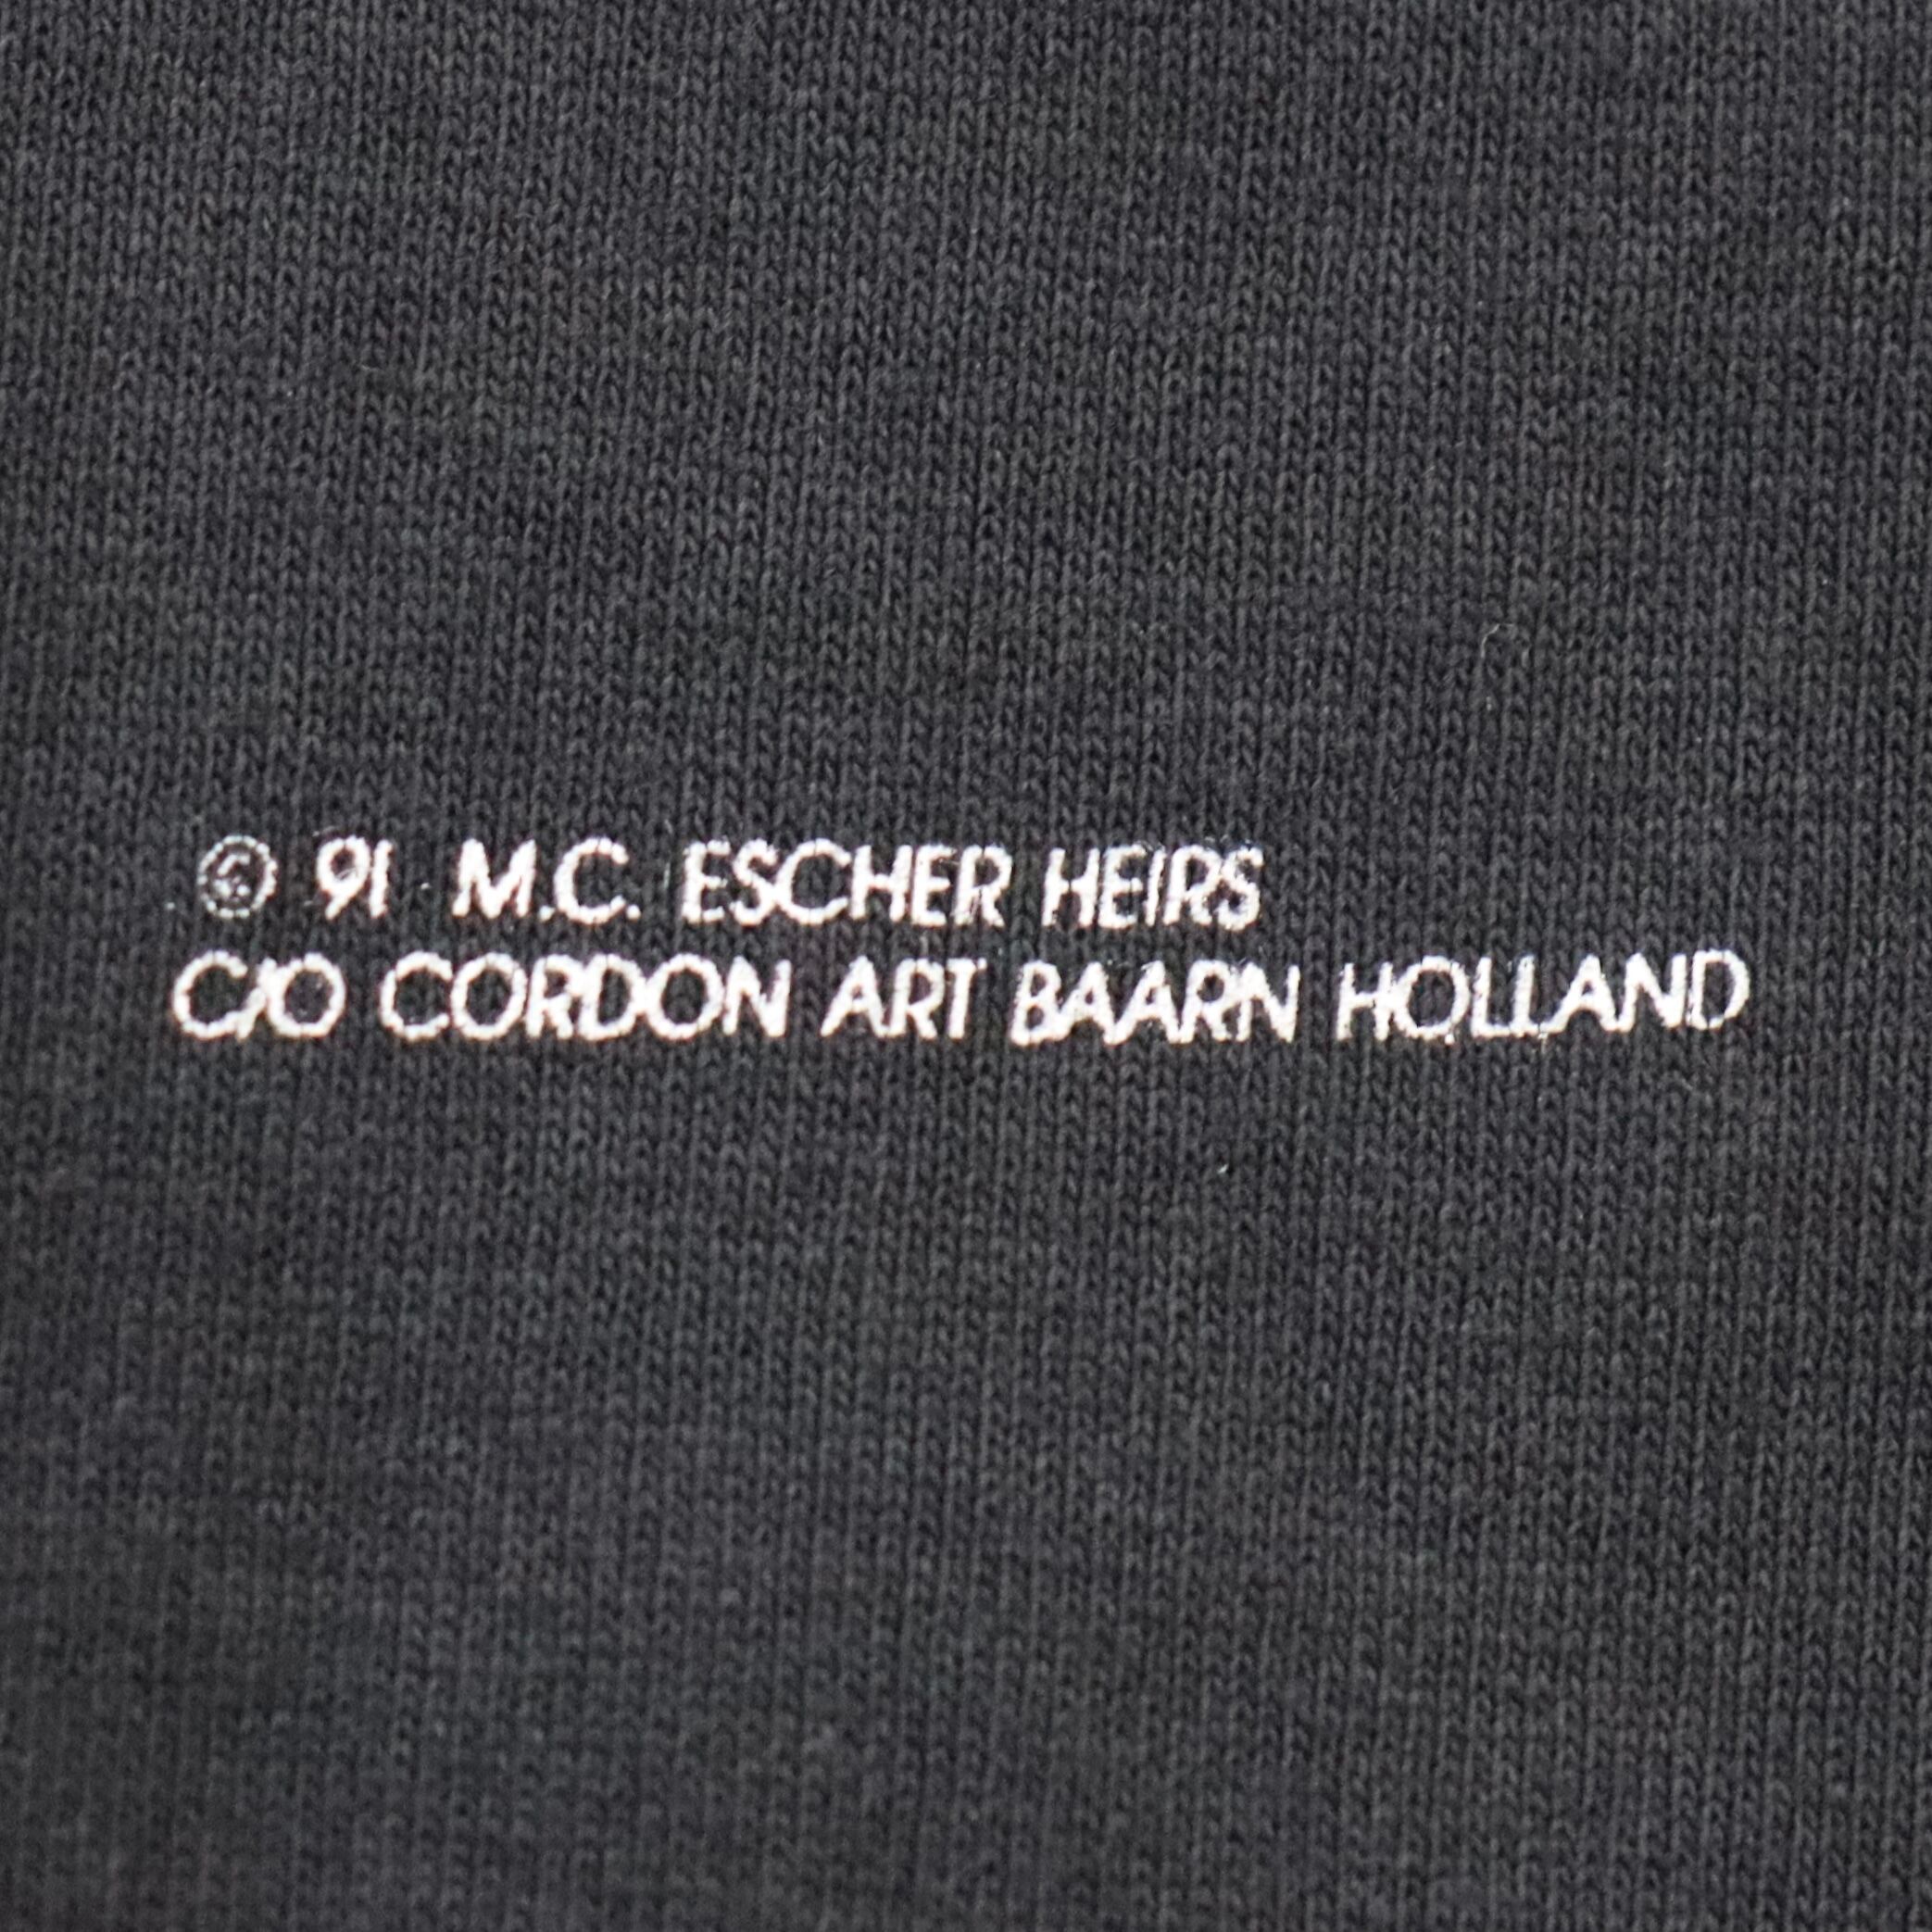 © 91 M.C. ESCHER HEIRS
C/O CORDON ART BAARN HOLLAND